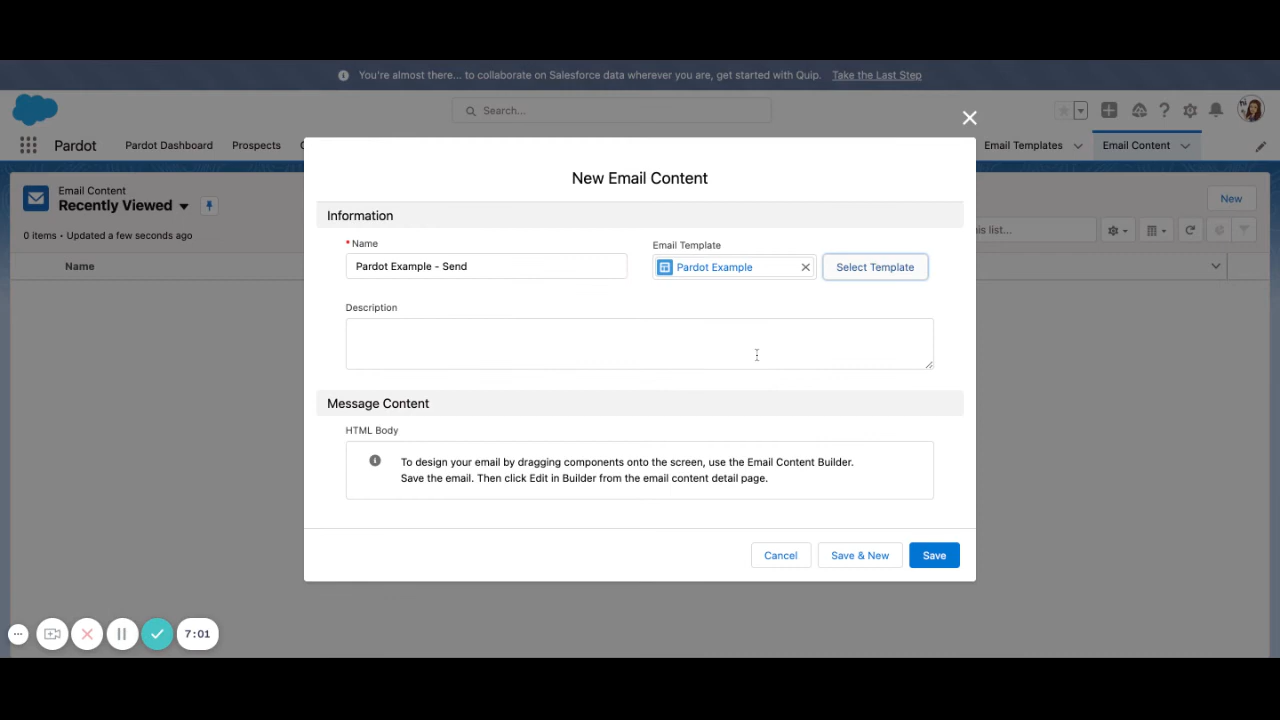 You're almost there... to collaborate on Salesforce data wherever you are, get started with Quip. Take the Last Step
Search...
Pardot
Pardot Dashboard
Prospects
Email Templates
Email Content
Email Content
Recently Viewed
New
0 items • Updated a few seconds ago
his list...
Name
New Email Content
Information
* Name
Email Template
Pardot Example - Send
Pardot Example
Select Template
Description
Message Content
HTML Body
To design your email by dragging components onto the screen, use the Email Content Builder.
Save the email. Then click Edit in Builder from the email content detail page.
Cancel
Save & New
Save
7:01